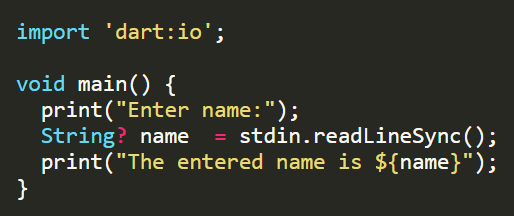 import 'dart:io';

void main() {
  print("Enter name:");
  String? name  = stdin.readLineSync();
  print("The entered name is ${name}");
}